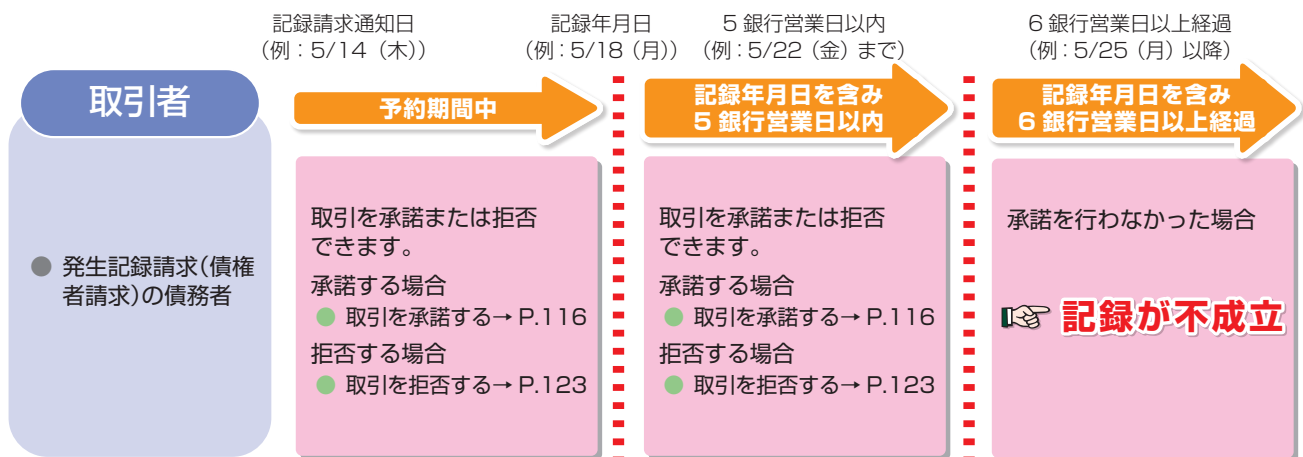 記録請求通知日
(例：5/14（木）)
記録年月日
(例：5/18（月）)
5 銀行営業日以内
(例：5/22（金）まで)
6 銀行営業日以上経過
(例：5/25（月）以降)
取引者
予約期間中
記録年月日を含み
5 銀行営業日以内
記録年月日を含み
6 銀行営業日以上経過
● 発生記録請求(債権
者請求)の債務者
取引を承諾または拒否
できます。
承諾する場合
● 取引を承諾する→ P.116
拒否する場合
● 取引を拒否する→ P.123
取引を承諾または拒否
できます。
承諾する場合
● 取引を承諾する→ P.116
拒否する場合
● 取引を拒否する→ P.123
承諾を行わなかった場合
☞ 記録が不成立